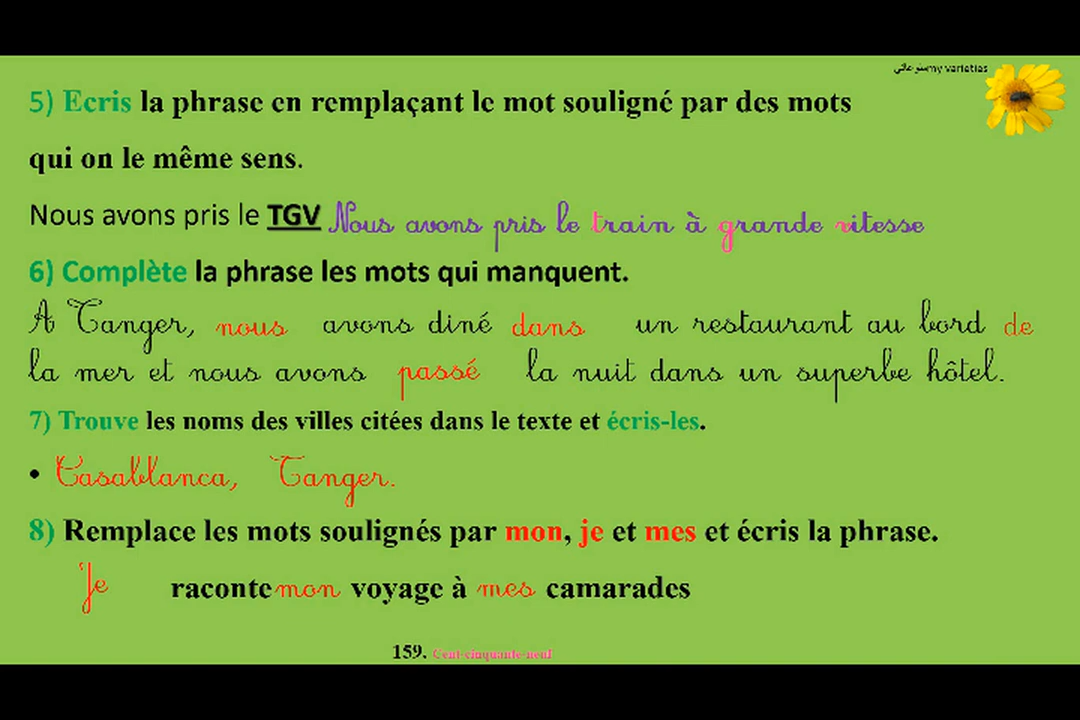 منوعاتي my varieties
5) Ecris la phrase en remplaçant le mot souligné par des mots
qui on le même sens.
Nous avons pris le TGV Nous avons pris le train à grande vitesse
6) Complète la phrase les mots qui manquent.
A Tanger, nous avons diné dans un restaurant au bord de
la mer et nous avons passé la nuit dans un superbe hôtel.
7) Trouve les noms des villes citées dans le texte et écris-les.
• Casablanca, Tanger.
8) Remplace les mots soulignés par mon, je et mes et écris la phrase.
Je raconte mon voyage à mes camarades
159. Cent-cinquante-neuf